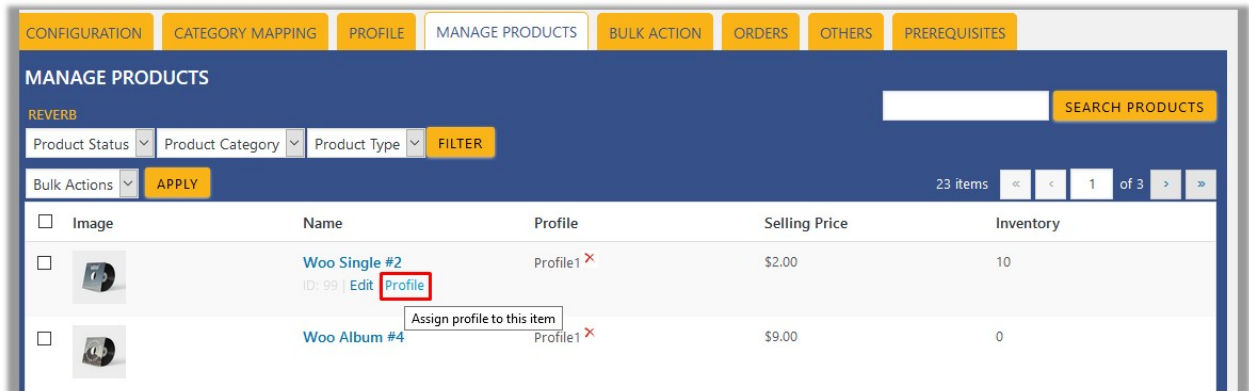 CONFIGURATION CATEGORY MAPPING PROFILE MANAGE PRODUCTS BULK ACTION ORDERS OTHERS PREREQUISITES
MANAGE PRODUCTS
REVERB
SEARCH PRODUCTS
Product Status Product Category Product Type FILTER
Bulk Actions APPLY 23 items « ‹ 1 of 3 › »
Image Name Profile Selling Price Inventory
Woo Single #2 Profile1 $2.00 10
ID: 99 | Edit | Profile
Assign profile to this item
Woo Album #4 Profile1 $9.00 0